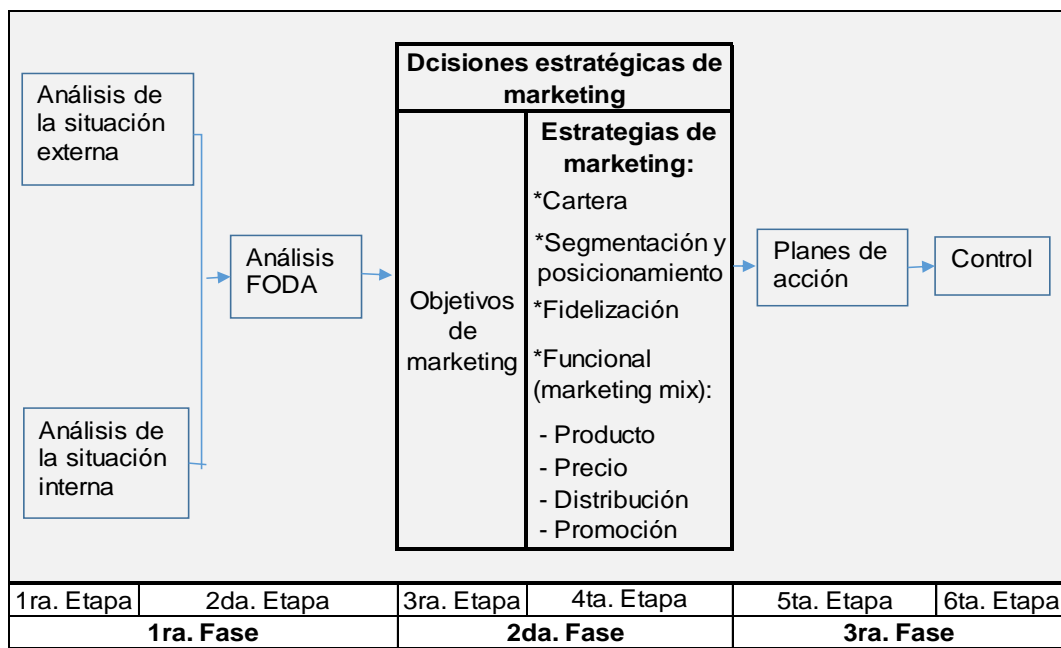 Análisis de
la situación
externa
Análisis de
la situación
interna
Análisis
FODA
Dcisiones estratégicas de
marketing
Objetivos
de
marketing
Estrategias de
marketing:
*Cartera
*Segmentación y
posicionamiento
*Fidelización
*Funcional
(marketing mix):
- Producto
- Precio
- Distribución
- Promoción
Planes de
acción
Control
1ra. Etapa
2da. Etapa
3ra. Etapa
4ta. Etapa
5ta. Etapa
6ta. Etapa
1ra. Fase
2da. Fase
3ra. Fase